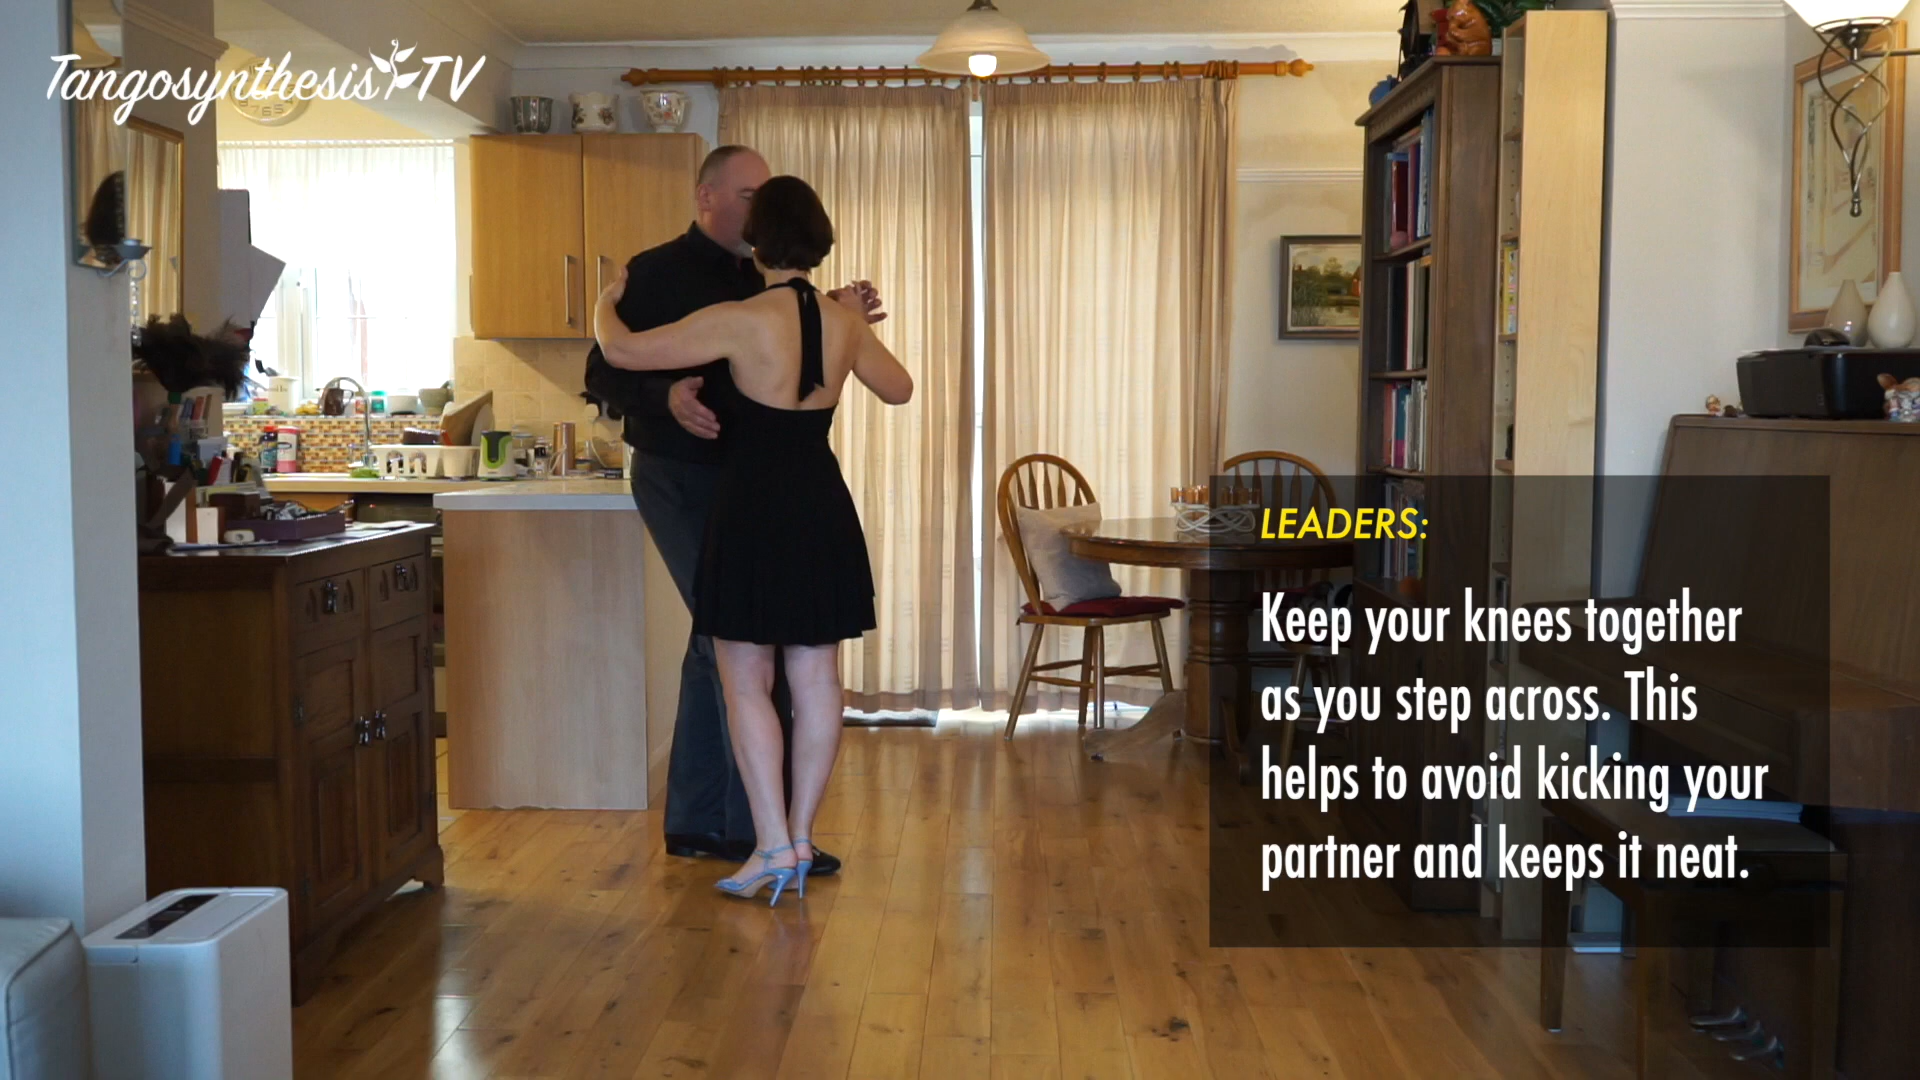 Tangosynthesis TV
LEADERS:
Keep your knees together
as you step across. This
helps to avoid kicking your
partner and keeps it neat.